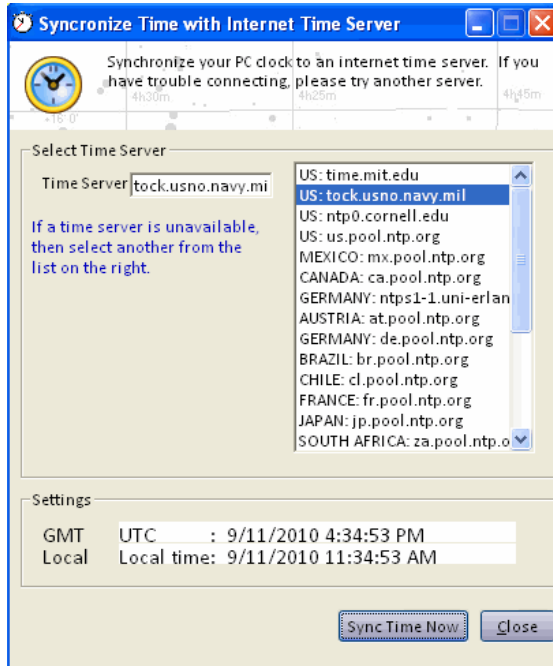 Syncronize Time with Internet Time Server
Synchronize your PC clock to an internet time server. If you
have trouble connecting, please try another server.
4h30m
4h25m
4h45m
-16° 0'
Select Time Server
Time Server tock.usno.navy.mi
If a time server is unavailable,
then select another from the
list on the right.
US: time.mit.edu
US: tock.usno.navy.mil
US: ntp0.cornell.edu
US: us.pool.ntp.org
MEXICO: mx.pool.ntp.org
CANADA: ca.pool.ntp.org
GERMANY: ntps1-1.uni-erlan
AUSTRIA: at.pool.ntp.org
GERMANY: de.pool.ntp.org
BRAZIL: br.pool.ntp.org
CHILE: cl.pool.ntp.org
FRANCE: fr.pool.ntp.org
JAPAN: jp.pool.ntp.org
SOUTH AFRICA: za.pool.ntp.o
Settings
GMT UTC : 9/11/2010 4:34:53 PM
Local Local time: 9/11/2010 11:34:53 AM
Sync Time Now Close